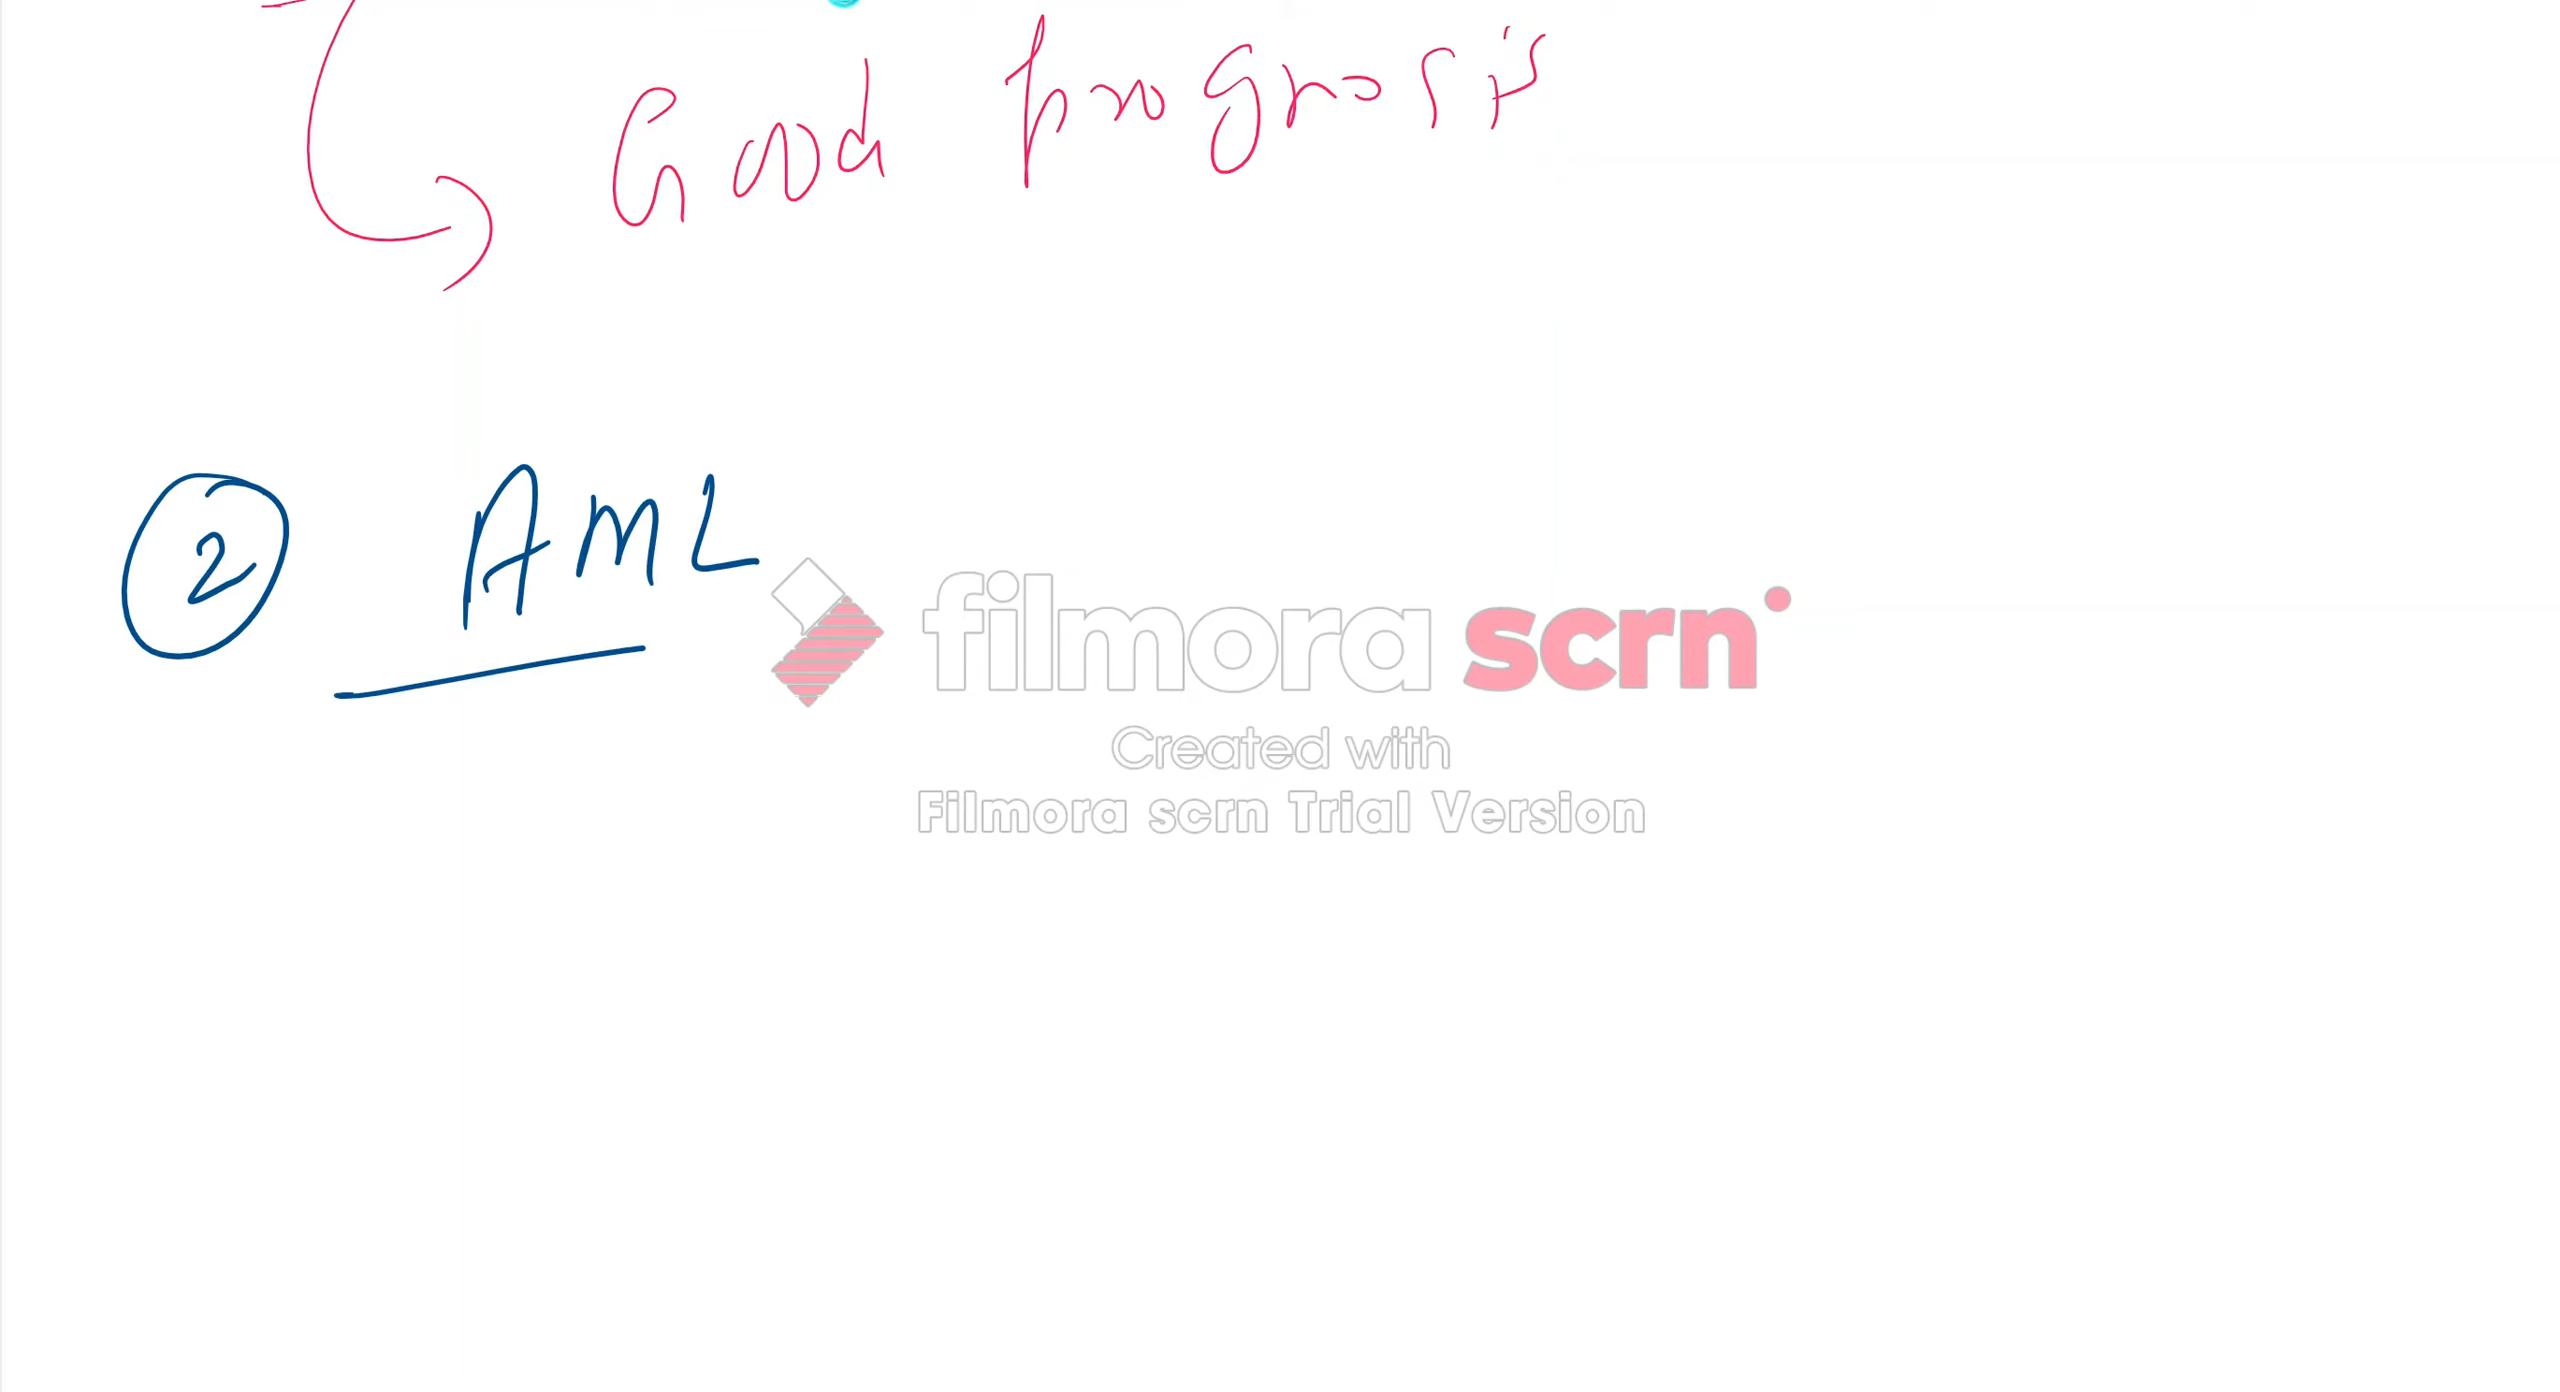 Good prognosis
② AML
filmora scrn
Created with
Filmora scrn Trial Version